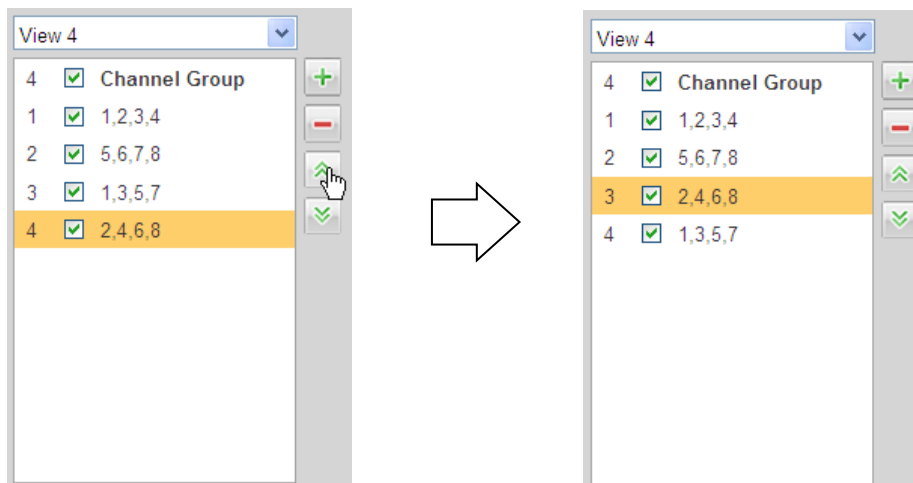 View 4
4 Channel Group
1 1,2,3,4
2 5,6,7,8
3 1,3,5,7
4 2,4,6,8
View 4
4 Channel Group
1 1,2,3,4
2 5,6,7,8
3 2,4,6,8
4 1,3,5,7